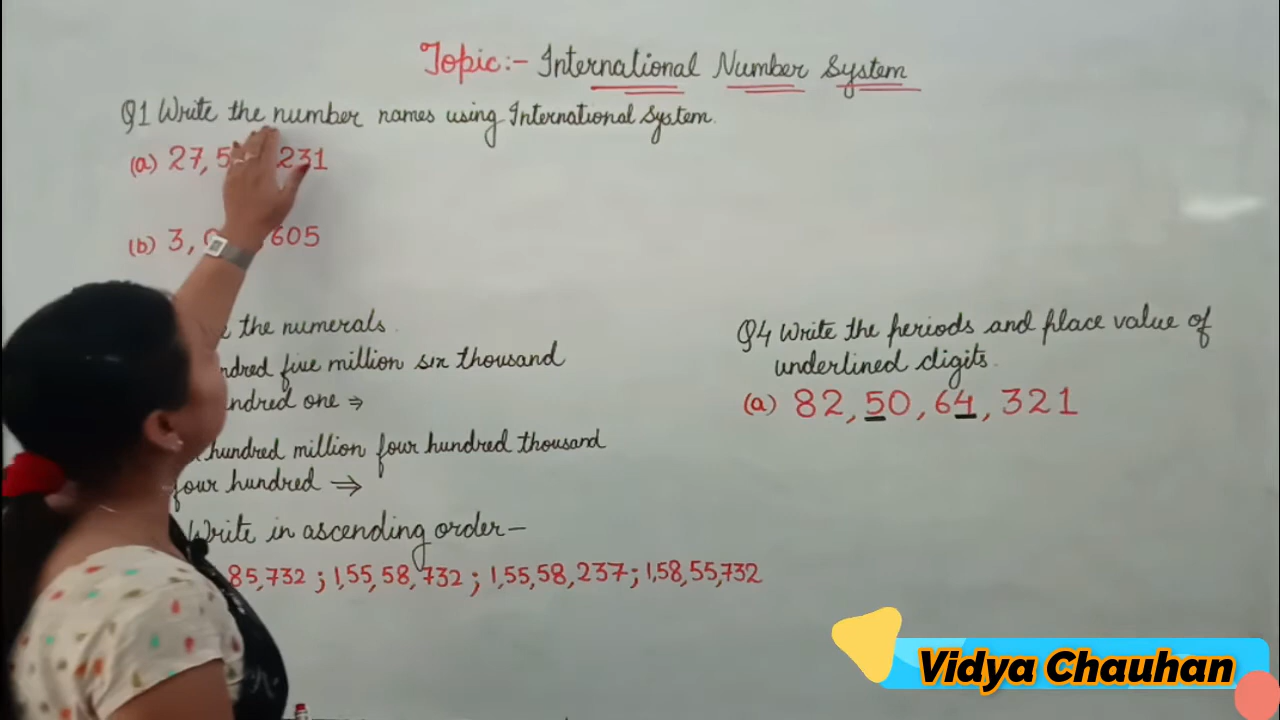 Topic:- International Number System
Q1 Write the number names using International System.
(a) 27,5 231
(b) 3, 605
the numerals.
five million six thousand
one ⇒
hundred million four hundred thousand
four hundred →
Write in ascending order-
85,732 ; 1,55,58,732 ; 1,55,58,237 ; 1,58,55,732
Q4 Write the periods and place value of
underlined digits.
(a) 82,50,64,321
Vidya Chauhan